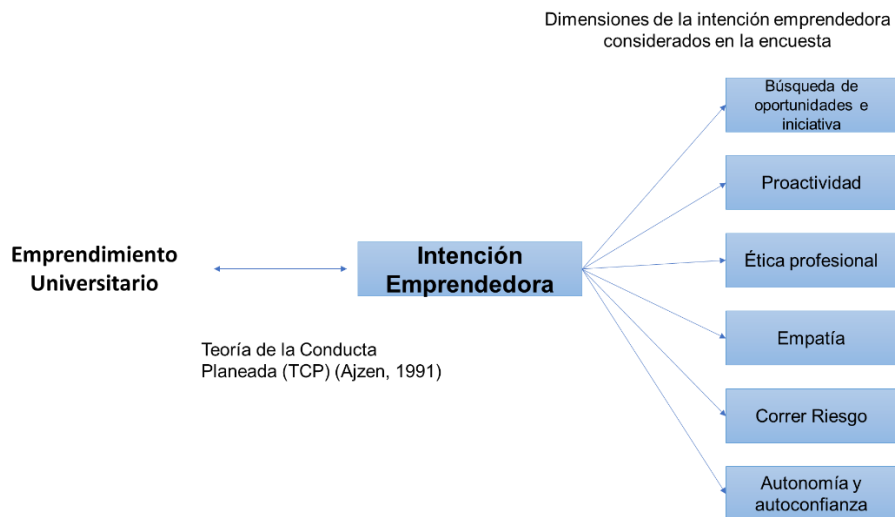 Dimensiones de la intención emprendedora
considerados en la encuesta
Búsqueda de
oportunidades e
iniciativa
Proactividad
Ética profesional
Empatía
Correr Riesgo
Autonomía y
autoconfianza
Emprendimiento
Universitario
Intención
Emprendedora
Teoría de la Conducta
Planeada (TCP) (Ajzen, 1991)